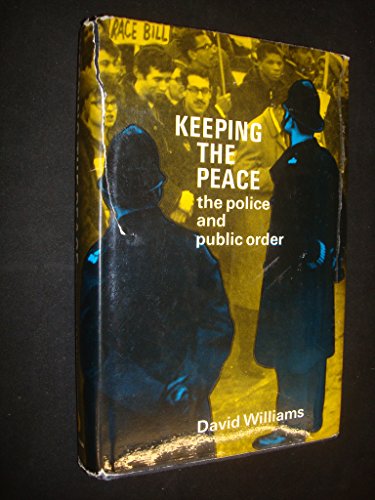 RACE BILL
KEEPING
THE
PEACE
the police
and
public order
David Williams